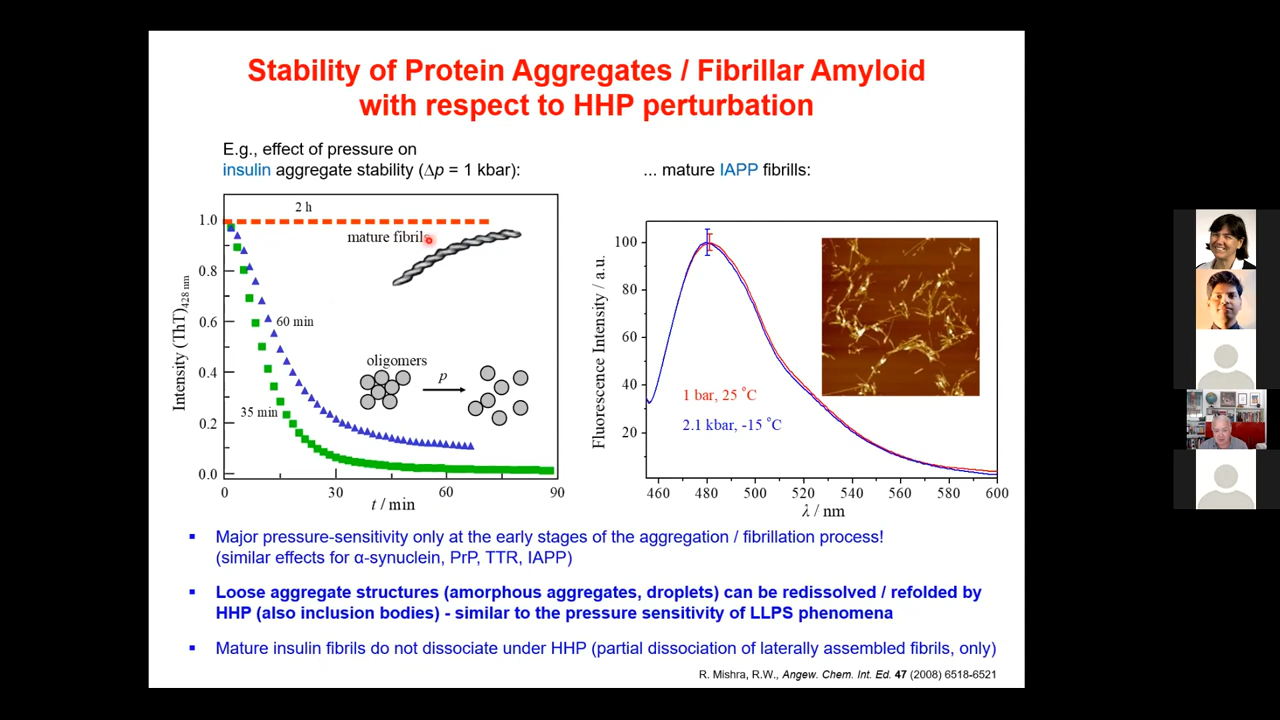 Stability of Protein Aggregates / Fibrillar Amyloid
with respect to HHP perturbation
E.g., effect of pressure on
insulin aggregate stability (Δp = 1 kbar):
... mature IAPP fibrills:
2 h
mature fibrils
60 min
oligomers
p
35 min
Intensity (ThT)428 nm
1.0
0.8
0.6
0.4
0.2
0.0
0
30
60
90
t / min
Fluorescence Intensity / a.u.
100
80
60
40
20
1 bar, 25 °C
2.1 kbar, -15 °C
460
480
500
520
540
560
580
600
λ / nm
▪ Major pressure-sensitivity only at the early stages of the aggregation / fibrillation process!
(similar effects for α-synuclein, PrP, TTR, IAPP)
▪ Loose aggregate structures (amorphous aggregates, droplets) can be redissolved / refolded by
HHP (also inclusion bodies) - similar to the pressure sensitivity of LLPS phenomena
▪ Mature insulin fibrils do not dissociate under HHP (partial dissociation of laterally assembled fibrils, only)
R. Mishra, R.W., Angew. Chem. Int. Ed. 47 (2008) 6518-6521